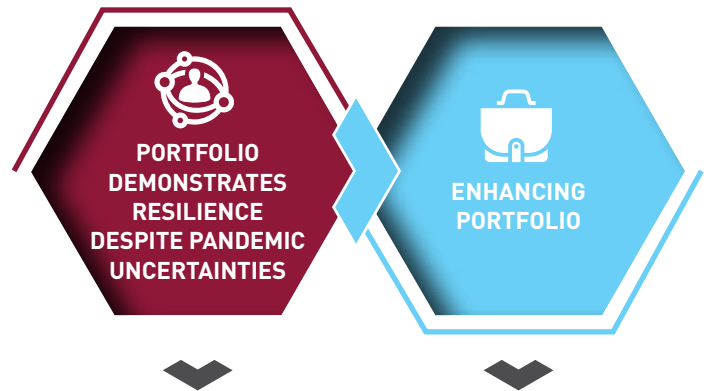 PORTFOLIO
DEMONSTRATES
RESILIENCE
DESPITE PANDEMIC
UNCERTAINTIES
ENHANCING
PORTFOLIO